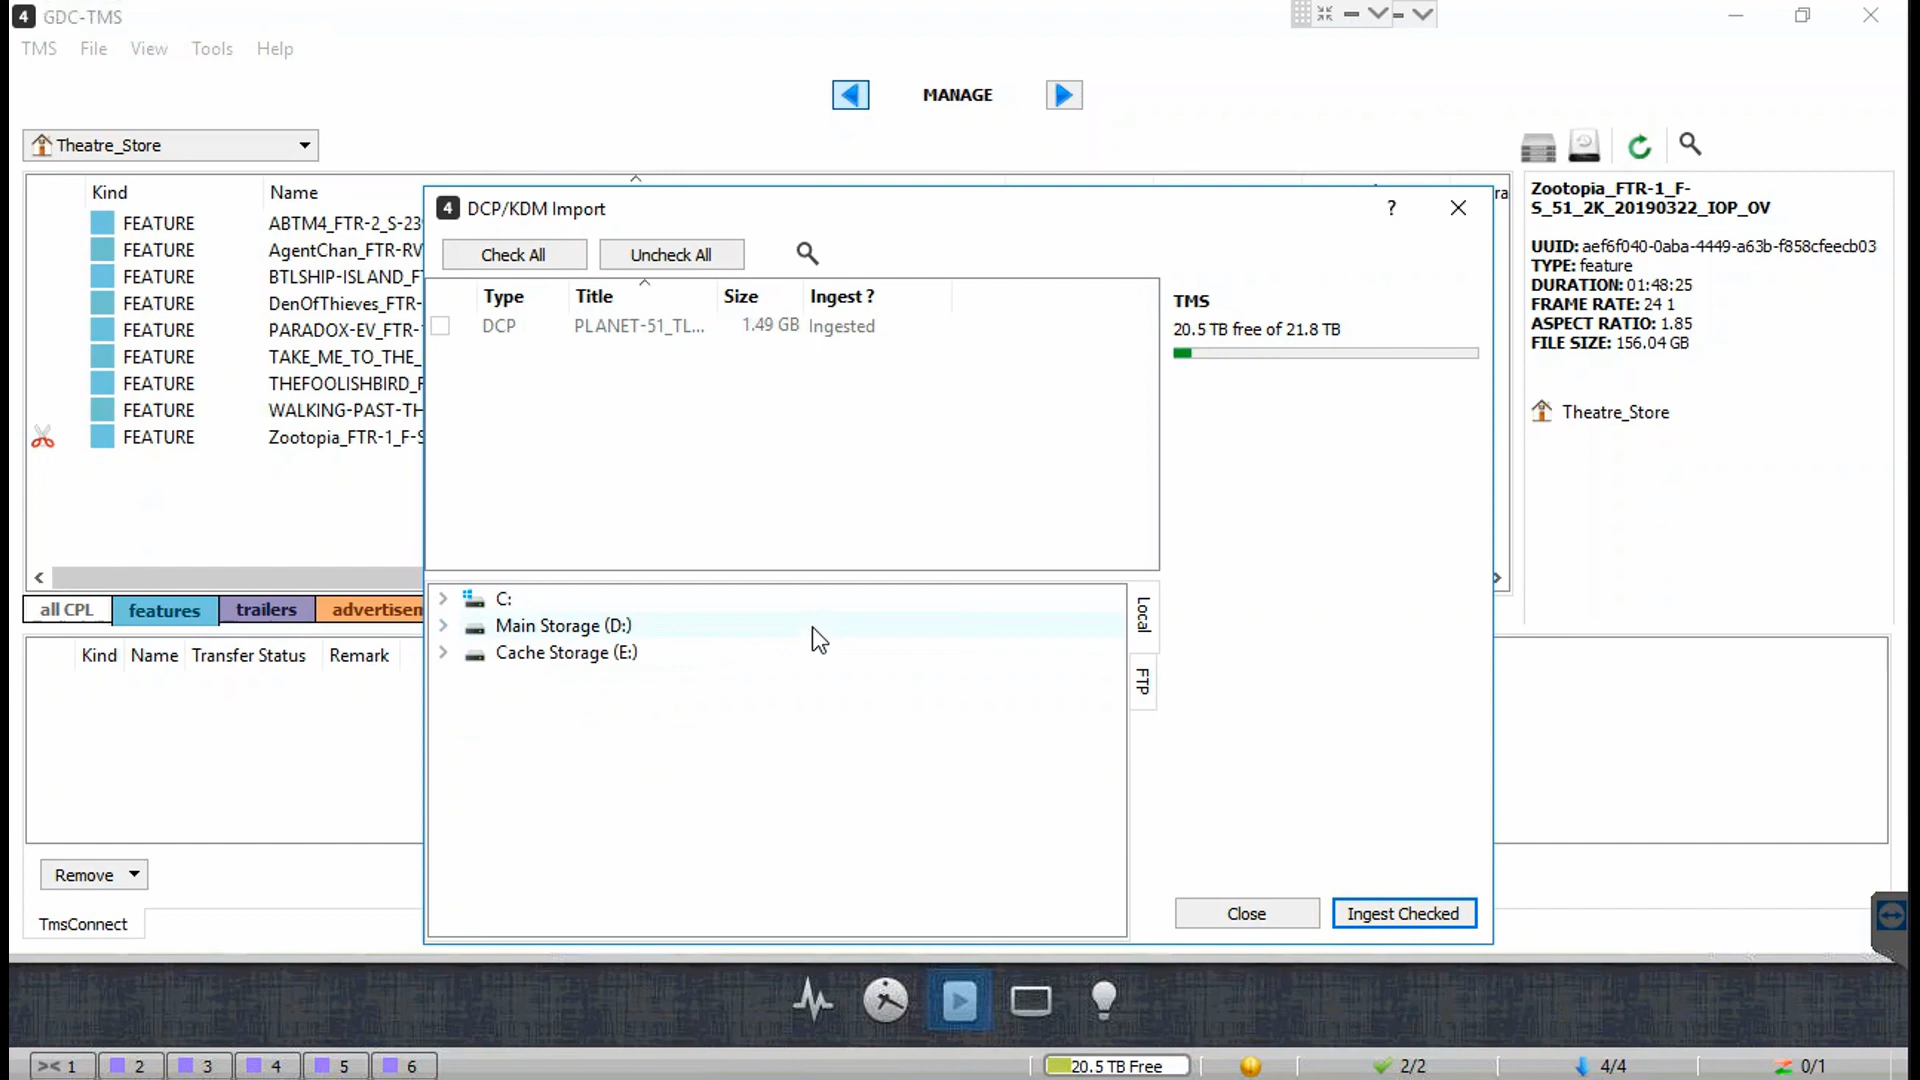 4 GDC-TMS
TMS File View Tools Help
MANAGE
Theatre_Store
Kind Name
FEATURE ABTM4_FTR-2_S-23
FEATURE AgentChan_FTR-RV
FEATURE BTLSHIP-ISLAND_F
FEATURE DenOfThieves_FTR-
FEATURE PARADOX-EV_FTR-
FEATURE TAKE_ME_TO_THE_
FEATURE THEFOOLISHBIRD_F
FEATURE WALKING-PAST-TH
FEATURE Zootopia_FTR-1_F-S
all CPL features trailers advertisen
Kind Name Transfer Status Remark
Remove
TmsConnect
4 DCP/KDM Import ?
Check All Uncheck All
Type Title Size Ingest ?
DCP PLANET-51_TL... 1.49 GB Ingested
C:
Main Storage (D:)
Cache Storage (E:)
Local
FTP
TMS
20.5 TB free of 21.8 TB
Close Ingest Checked
ra
Zootopia_FTR-1_F-
S_51_2K_20190322_IOP_OV
UUID: aef6f040-0aba-4449-a63b-f858cfeecb03
TYPE: feature
DURATION: 01:48:25
FRAME RATE: 24 1
ASPECT RATIO: 1.85
FILE SIZE: 156.04 GB
Theatre_Store
1 2 3 4 5 6 20.5 TB Free 2/2 4/4 0/1